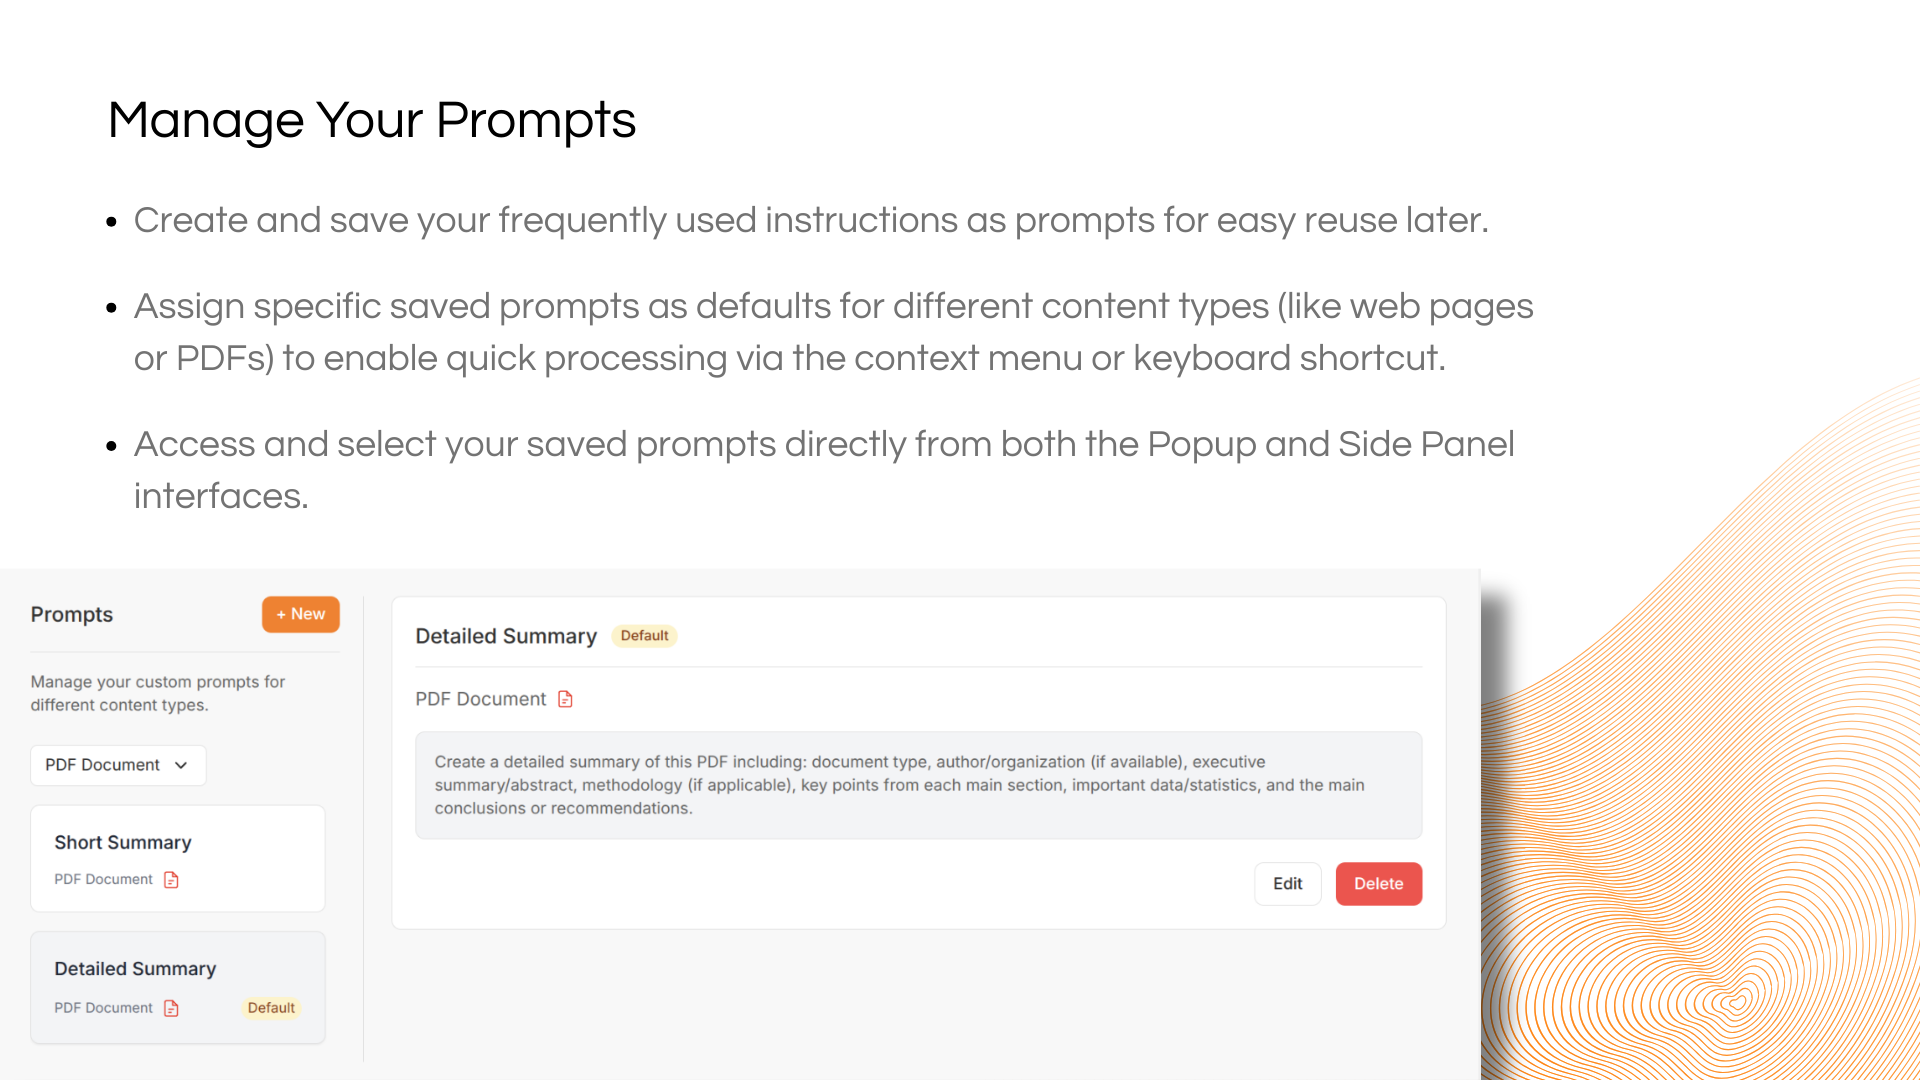 Manage Your Prompts
• Create and save your frequently used instructions as prompts for easy reuse later.
• Assign specific saved prompts as defaults for different content types (like web pages
or PDFs) to enable quick processing via the context menu or keyboard shortcut.
• Access and select your saved prompts directly from both the Popup and Side Panel
interfaces.
Prompts
+ New
Manage your custom prompts for
different content types.
PDF Document
Short Summary
PDF Document
Detailed Summary
PDF Document
Default
Detailed Summary
Default
PDF Document
Create a detailed summary of this PDF including: document type, author/organization (if available), executive
summary/abstract, methodology (if applicable), key points from each main section, important data/statistics, and the main
conclusions or recommendations.
Edit
Delete